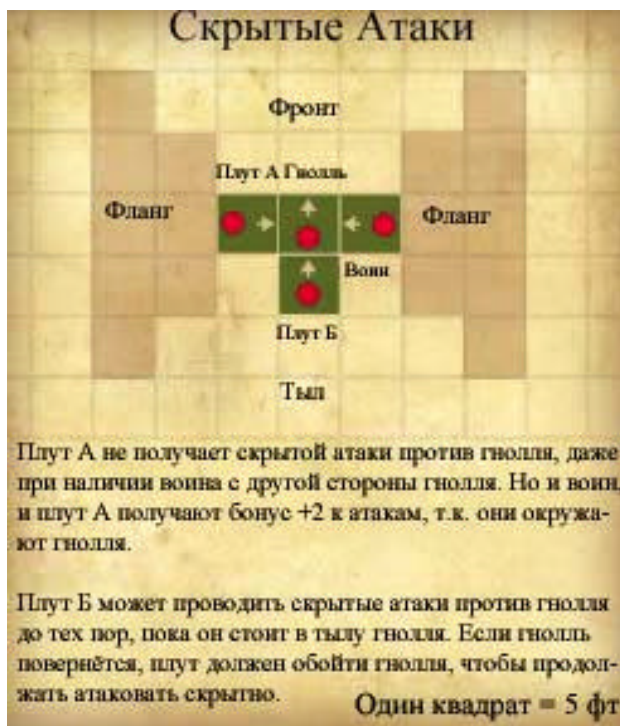 Скрытые Атаки
Фронт
Плут А Гнолль
Фланг
Фланг
Воин
Плут Б
Тыл
Плут А не получает скрытой атаки против гнолля, даже
при наличии воина с другой стороны гнолля. Но и воин,
и плут А получают бонус +2 к атакам, т.к. они окружа-
ют гнолля.
Плут Б может проводить скрытые атаки против гнолля
до тех пор, пока он стоит в тылу гнолля. Если гнолль
повернётся, плут должен обойти гнолля, чтобы продол-
жать атаковать скрытно.
Один квадрат = 5 фт